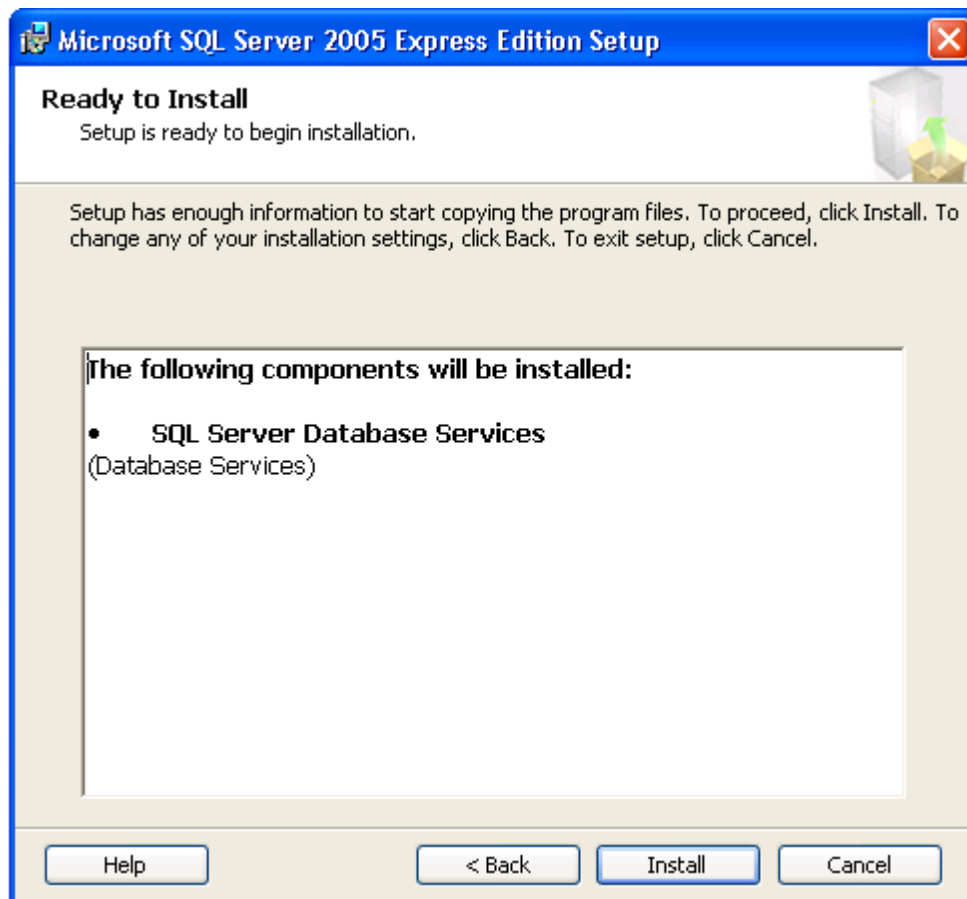 Microsoft SQL Server 2005 Express Edition Setup
Ready to Install
Setup is ready to begin installation.
Setup has enough information to start copying the program files. To proceed, click Install. To
change any of your installation settings, click Back. To exit setup, click Cancel.
The following components will be installed:
• SQL Server Database Services
(Database Services)
Help
< Back
Install
Cancel